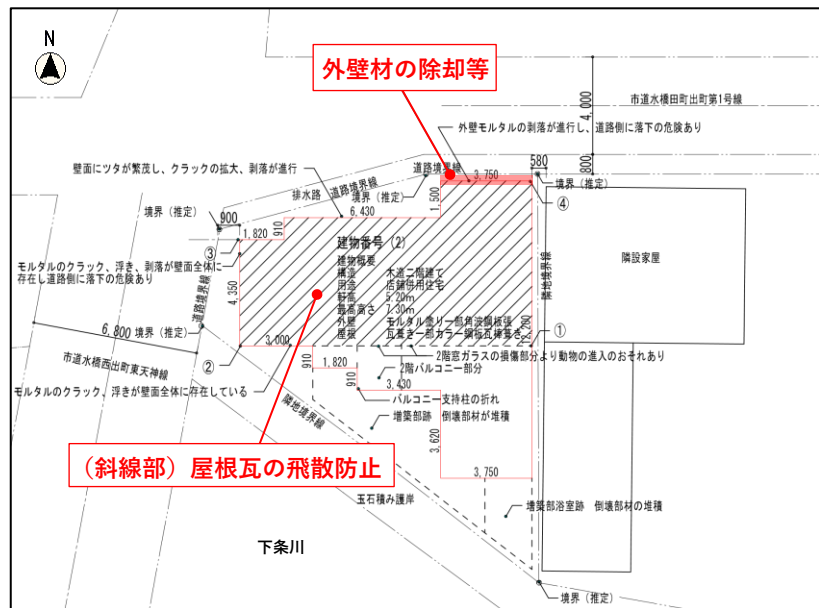 N
外壁材の除却等
市道水橋田町出町第1号線
4,000
外壁モルタルの剥落が進行し、道路側に落下の危険あり
580
800
壁面にツタが繁茂し、クラックの拡大、剥落が進行
道路境界線
3,750
境界（推定）
排水路
道路境界線
境界（推定）
1,500
④
境界（推定）
6,430
900
910
1,820
③
建物番号（2）
建物概要
構造 木造二階建て
用途 店舗併用住宅
軒高 5.20m
最高高さ 7.30m
外壁 モルタル塗り一部角波鋼板張
屋根 瓦葺き一部カラー鋼板瓦棒葺き
隣設家屋
隣地境界線
モルタルのクラック、浮き、剥落が壁面全体に
存在し道路側に落下の危険あり
4,350
道路境界線
6,800
境界（推定）
12,200
①
3,000
2階窓ガラスの損傷部分より動物の進入のおそれあり
市道水橋西出町東天神線
②
910
1,820
2階バルコニー部分
910
3,430
モルタルのクラック、浮きが壁面全体に存在している
バルコニー支持柱の折れ
隣地境界線
増築部跡 倒壊部材が堆積
3,620
（斜線部）屋根瓦の飛散防止
3,750
玉石積み護岸
増築部浴室跡 倒壊部材の堆積
下条川
境界（推定）